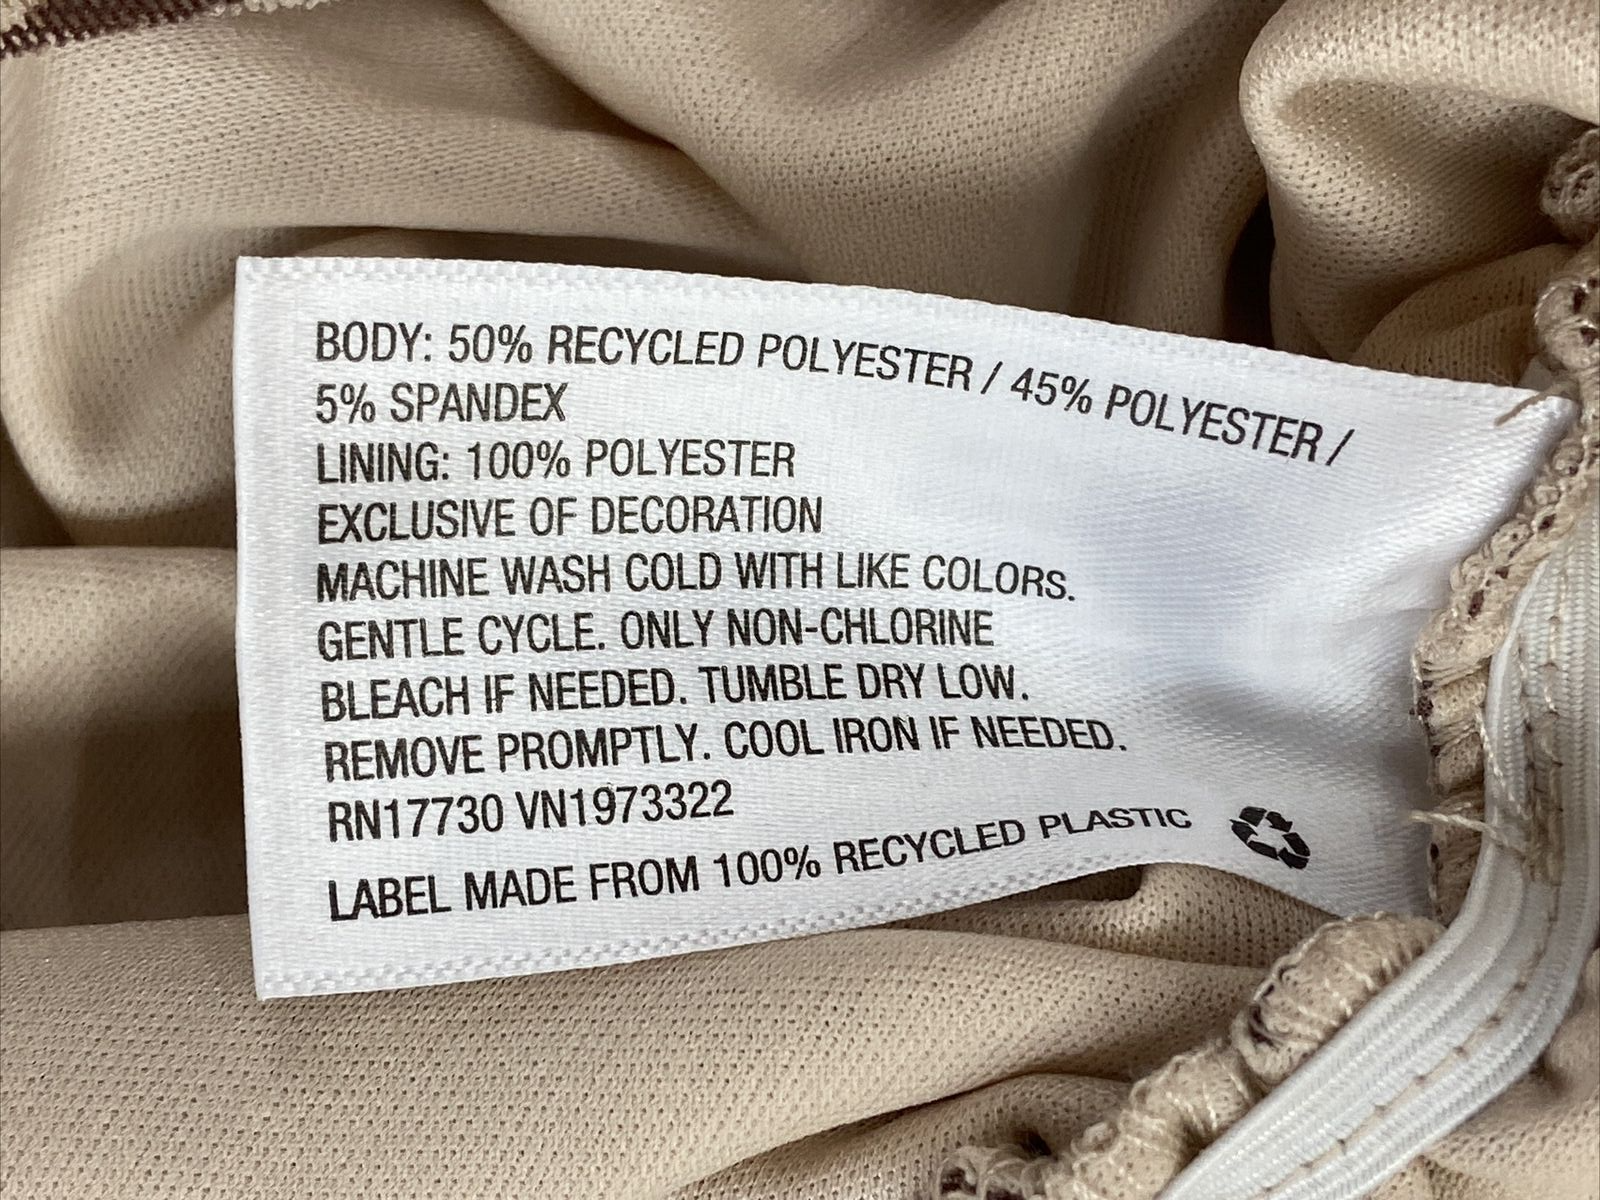 BODY: 50% RECYCLED POLYESTER / 45% POLYESTER /
5% SPANDEX
LINING: 100% POLYESTER
EXCLUSIVE OF DECORATION
MACHINE WASH COLD WITH LIKE COLORS.
GENTLE CYCLE. ONLY NON-CHLORINE
BLEACH IF NEEDED. TUMBLE DRY LOW.
REMOVE PROMPTLY. COOL IRON IF NEEDED.
RN17730 VN1973322
LABEL MADE FROM 100% RECYCLED PLASTIC